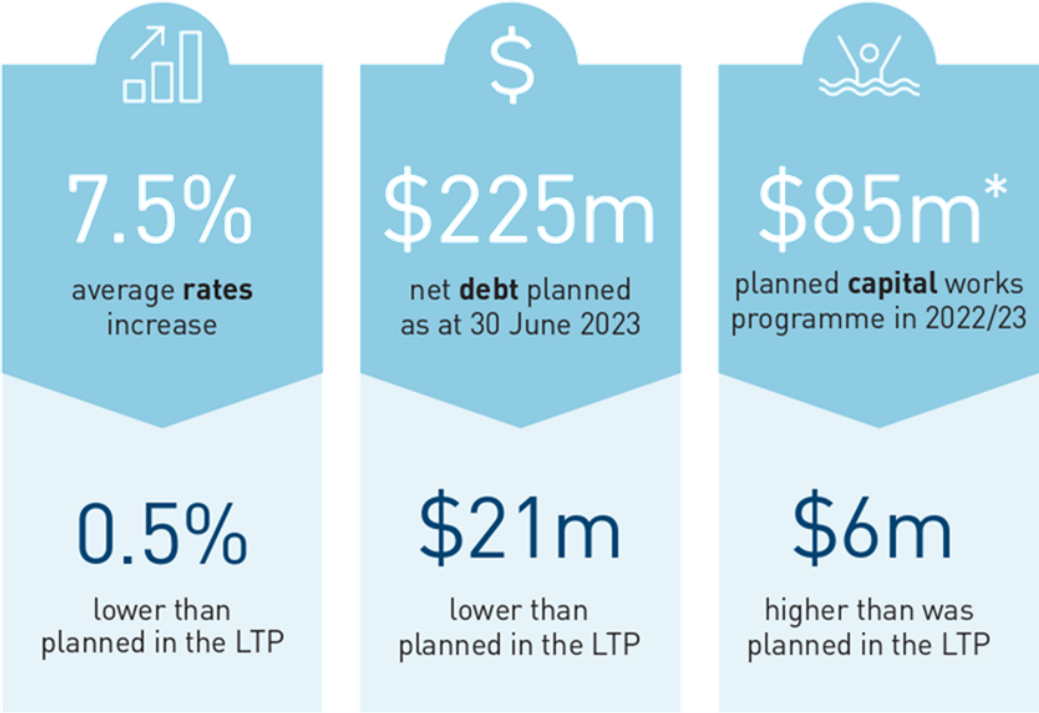 7.5%
average rates
increase
0.5%
lower than
planned in the LTP
$
$225m
net debt planned
as at 30 June 2023
$21m
lower than
planned in the LTP
$85m*
planned capital works
programme in 2022/23
$6m
higher than was
planned in the LTP